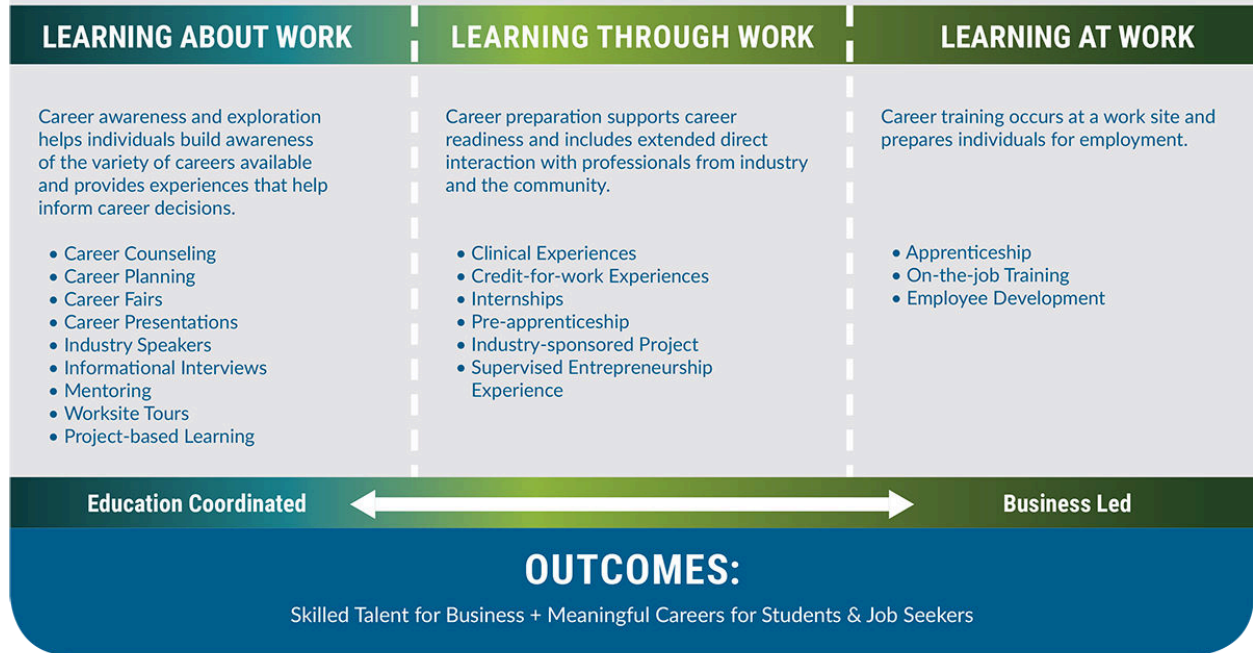 LEARNING ABOUT WORK
Career awareness and exploration
helps individuals build awareness
of the variety of careers available
and provides experiences that help
inform career decisions.
• Career Counseling
• Career Planning
• Career Fairs
• Career Presentations
• Industry Speakers
• Informational Interviews
• Mentoring
• Worksite Tours
• Project-based Learning
LEARNING THROUGH WORK
Career preparation supports career
readiness and includes extended direct
interaction with professionals from industry
and the community.
• Clinical Experiences
• Credit-for-work Experiences
• Internships
• Pre-apprenticeship
• Industry-sponsored Project
• Supervised Entrepreneurship
Experience
LEARNING AT WORK
Career training occurs at a work site and
prepares individuals for employment.
• Apprenticeship
• On-the-job Training
• Employee Development
Education Coordinated
Business Led
OUTCOMES:
Skilled Talent for Business + Meaningful Careers for Students & Job Seekers